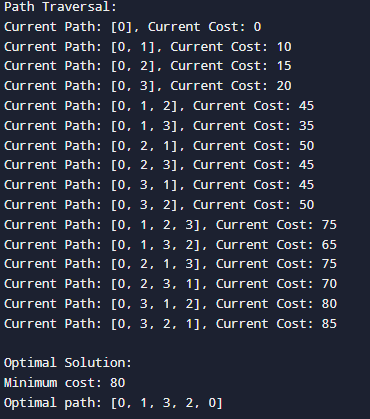 Path Traversal:
Current Path: [0], Current Cost: 0
Current Path: [0, 1], Current Cost: 10
Current Path: [0, 2], Current Cost: 15
Current Path: [0, 3], Current Cost: 20
Current Path: [0, 1, 2], Current Cost: 45
Current Path: [0, 1, 3], Current Cost: 35
Current Path: [0, 2, 1], Current Cost: 50
Current Path: [0, 2, 3], Current Cost: 45
Current Path: [0, 3, 1], Current Cost: 45
Current Path: [0, 3, 2], Current Cost: 50
Current Path: [0, 1, 2, 3], Current Cost: 75
Current Path: [0, 1, 3, 2], Current Cost: 65
Current Path: [0, 2, 1, 3], Current Cost: 75
Current Path: [0, 2, 3, 1], Current Cost: 70
Current Path: [0, 3, 1, 2], Current Cost: 80
Current Path: [0, 3, 2, 1], Current Cost: 85
Optimal Solution:
Minimum cost: 80
Optimal path: [0, 1, 3, 2, 0]